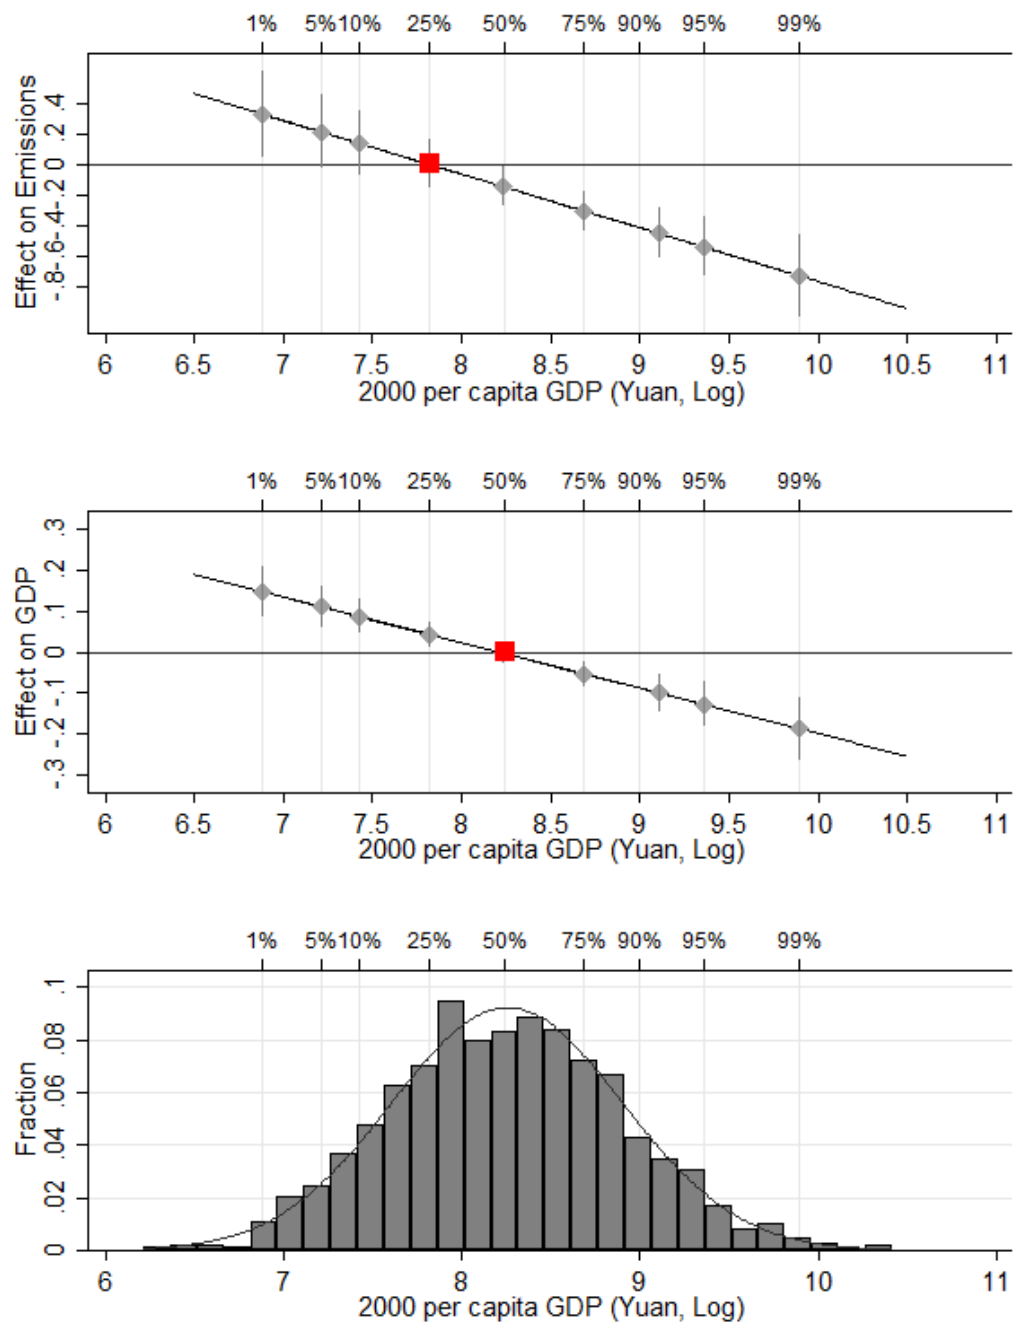 1% 5% 10% 25% 50% 75% 90% 95% 99%
Effect on Emissions
.4
.2
0
-.2
-.4
-.6
-.8
6 6.5 7 7.5 8 8.5 9 9.5 10 10.5 11
2000 per capita GDP (Yuan, Log)
1% 5% 10% 25% 50% 75% 90% 95% 99%
Effect on GDP
.3
.2
.1
0
-.1
-.2
-.3
6 6.5 7 7.5 8 8.5 9 9.5 10 10.5 11
2000 per capita GDP (Yuan, Log)
1% 5% 10% 25% 50% 75% 90% 95% 99%
Fraction
.1
.08
.06
.04
.02
0
6 7 8 9 10 11
2000 per capita GDP (Yuan, Log)